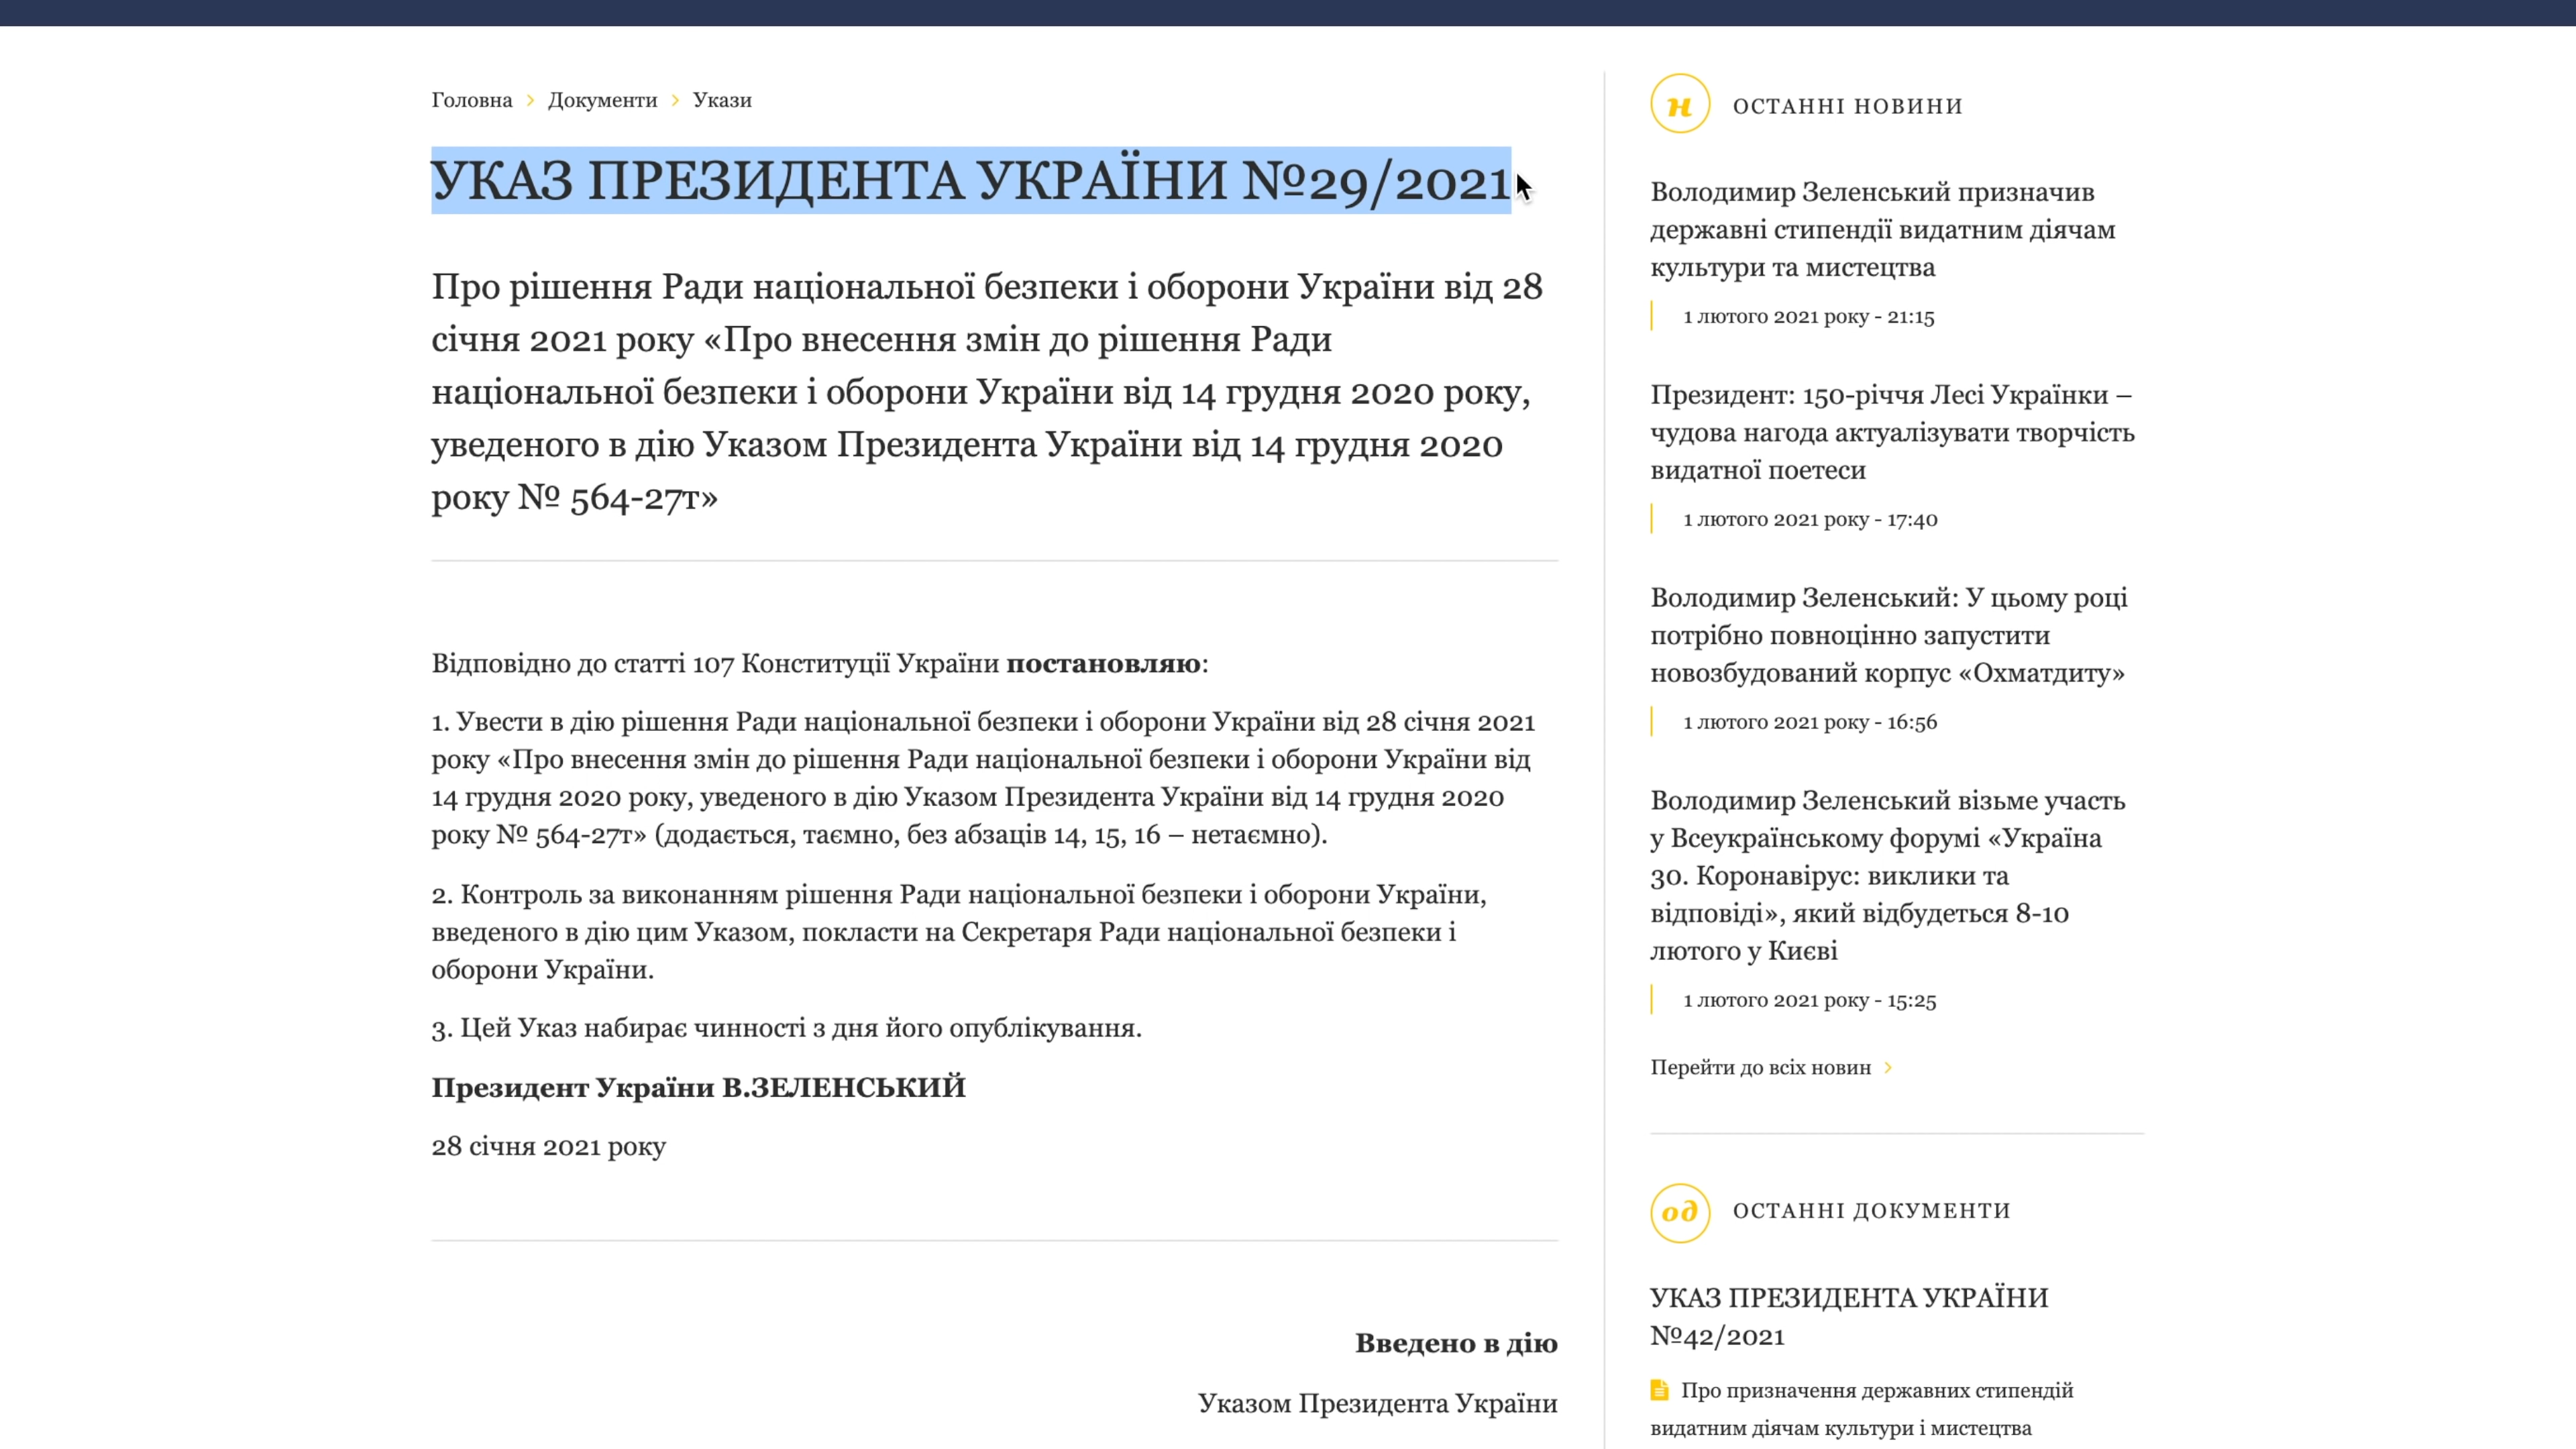 Головна > Документи > Укази
УКАЗ ПРЕЗИДЕНТА УКРАЇНИ №29/2021
Про рішення Ради національної безпеки і оборони України від 28
січня 2021 року «Про внесення змін до рішення Ради
національної безпеки і оборони України від 14 грудня 2020 року,
уведеного в дію Указом Президента України від 14 грудня 2020
року № 564-27т»
Відповідно до статті 107 Конституції України постановляю:
1. Увести в дію рішення Ради національної безпеки і оборони України від 28 січня 2021
року «Про внесення змін до рішення Ради національної безпеки і оборони України від
14 грудня 2020 року, уведеного в дію Указом Президента України від 14 грудня 2020
року № 564-27т» (додається, таємно, без абзаців 14, 15, 16 – нетаємно).
2. Контроль за виконанням рішення Ради національної безпеки і оборони України,
введеного в дію цим Указом, покласти на Секретаря Ради національної безпеки і
оборони України.
3. Цей Указ набирає чинності з дня його опублікування.
Президент України В.ЗЕЛЕНСЬКИЙ
28 січня 2021 року
Введено в дію
Указом Президента України
н ОСТАННІ НОВИНИ
Володимир Зеленський призначив
державні стипендії видатним діячам
культури та мистецтва
1 лютого 2021 року - 21:15
Президент: 150-річчя Лесі Українки –
чудова нагода актуалізувати творчість
видатної поетеси
1 лютого 2021 року - 17:40
Володимир Зеленський: У цьому році
потрібно повноцінно запустити
новозбудований корпус «Охматдиту»
1 лютого 2021 року - 16:56
Володимир Зеленський візьме участь
у Всеукраїнському форумі «Україна
30. Коронавірус: виклики та
відповіді», який відбудеться 8-10
лютого у Києві
1 лютого 2021 року - 15:25
Перейти до всіх новин >
од ОСТАННІ ДОКУМЕНТИ
УКАЗ ПРЕЗИДЕНТА УКРАЇНИ
№42/2021
Про призначення державних стипендій
видатним діячам культури і мистецтва